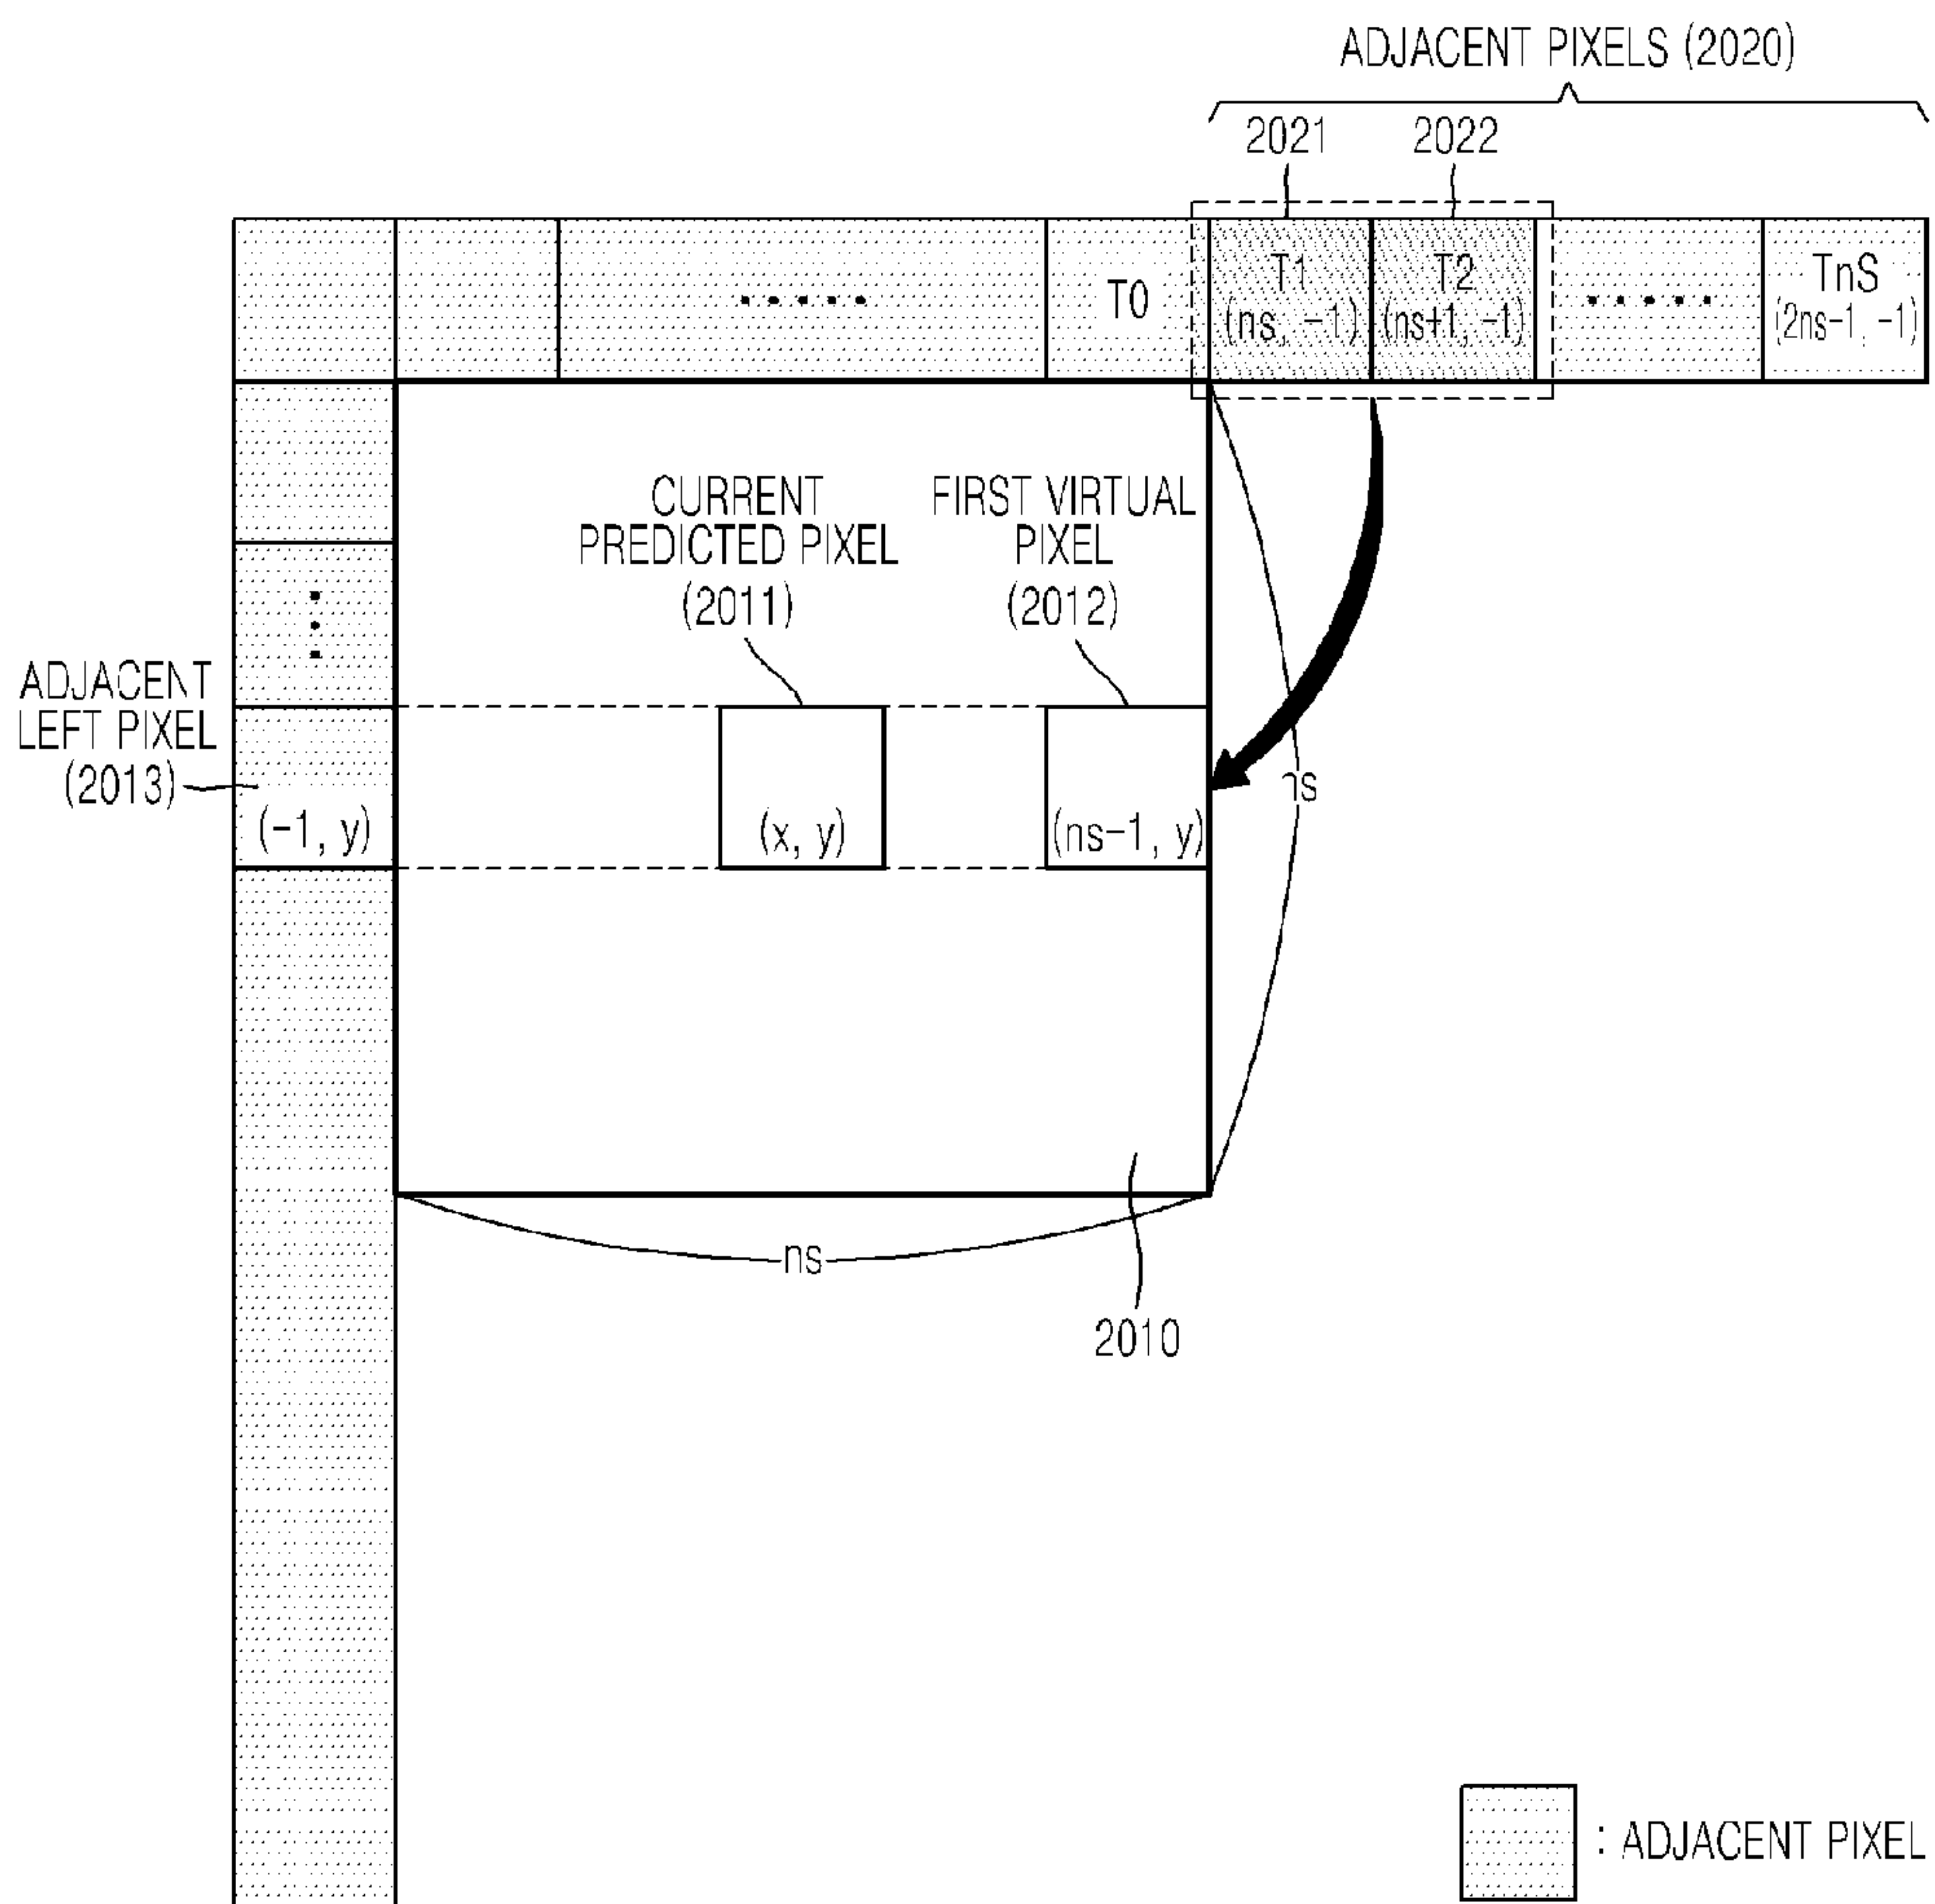 ADJACENT PIXELS (2020)
2021
2022
T0
T1
(ns, -1)
T2
(ns+1, -1)
TnS
(2ns-1, -1)
CURRENT
PREDICTED PIXEL
(2011)
FIRST VIRTUAL
PIXEL
(2012)
ADJACENT
LEFT PIXEL
(2013)
(-1, y)
(x, y)
(ns-1, y)
ns
ns
2010
: ADJACENT PIXEL